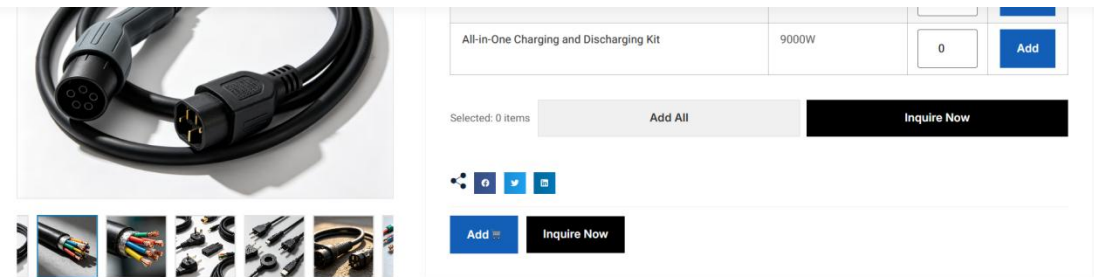 All-in-One Charging and Discharging Kit 9000W 0 Add
Selected: 0 items Add All Inquire Now
Add Inquire Now